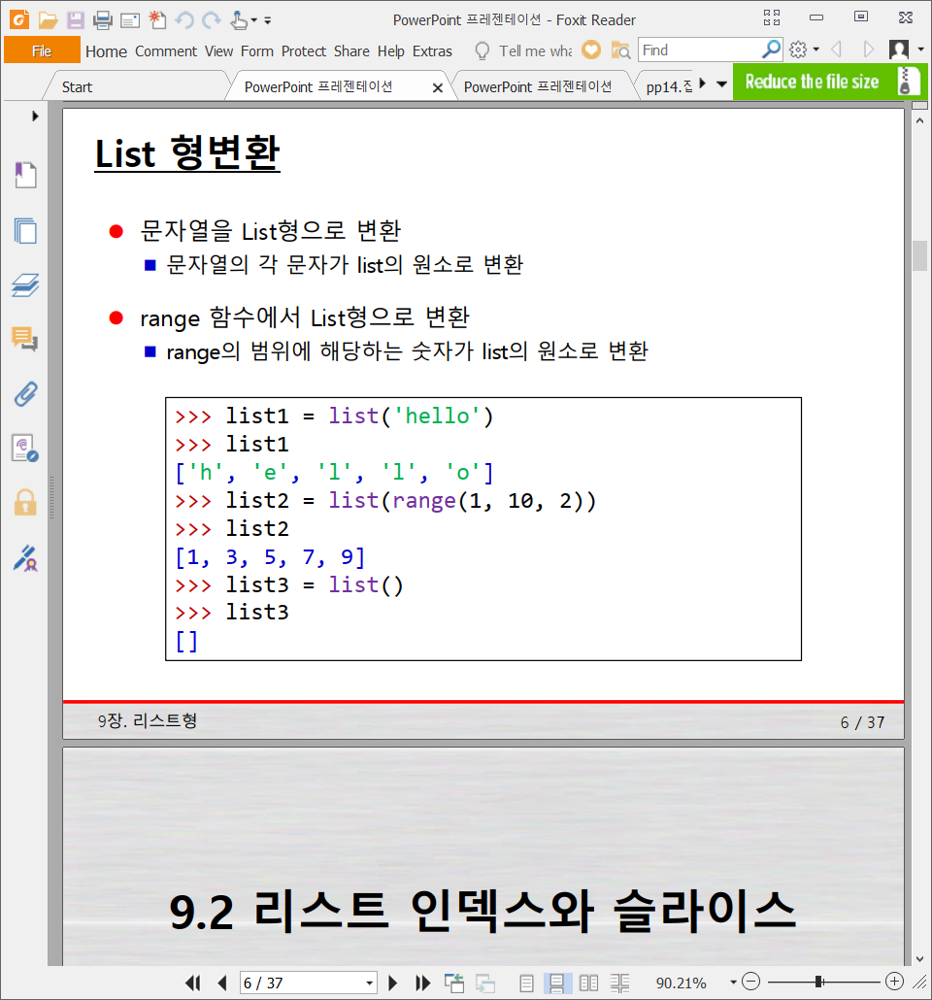 PowerPoint 프레젠테이션 - Foxit Reader
File Home Comment View Form Protect Share Help Extras Tell me wha Find
Start PowerPoint 프레젠테이션 PowerPoint 프레젠테이션 pp14.집 Reduce the file size
List 형변환
문자열을 List형으로 변환
문자열의 각 문자가 list의 원소로 변환
range 함수에서 List형으로 변환
range의 범위에 해당하는 숫자가 list의 원소로 변환
>>> list1 = list('hello')
>>> list1
['h', 'e', 'l', 'l', 'o']
>>> list2 = list(range(1, 10, 2))
>>> list2
[1, 3, 5, 7, 9]
>>> list3 = list()
>>> list3
[]
9장. 리스트형 6 / 37
9.2 리스트 인덱스와 슬라이스
6 / 37 90.21%